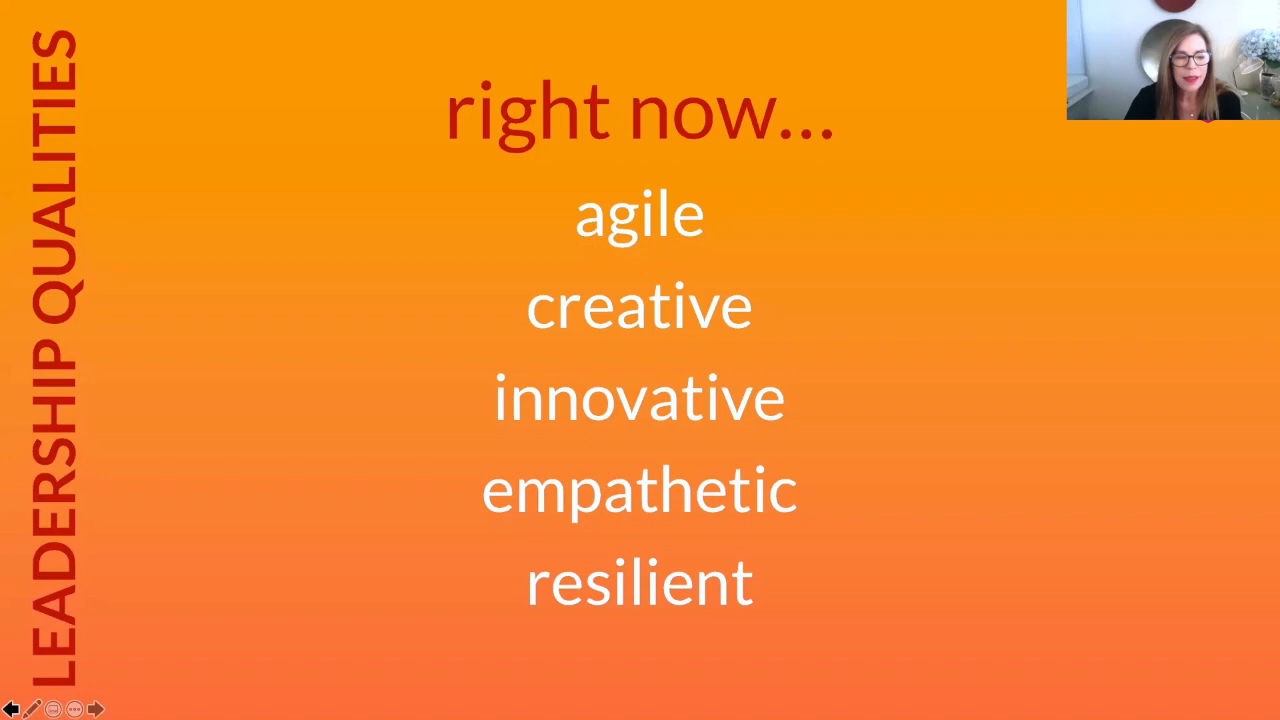 LEADERSHIP QUALITIES
right now...
agile
creative
innovative
empathetic
resilient